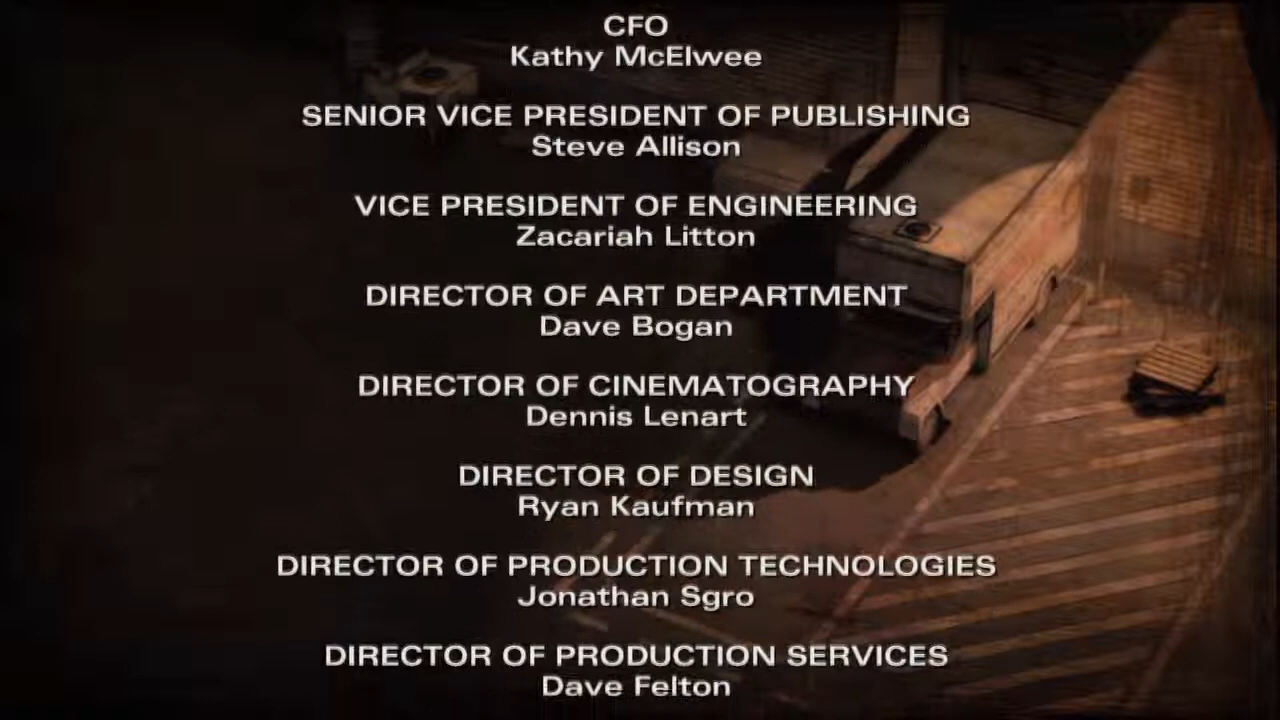 CFO
Kathy McElwee
SENIOR VICE PRESIDENT OF PUBLISHING
Steve Allison
VICE PRESIDENT OF ENGINEERING
Zacariah Litton
DIRECTOR OF ART DEPARTMENT
Dave Bogan
DIRECTOR OF CINEMATOGRAPHY
Dennis Lenart
DIRECTOR OF DESIGN
Ryan Kaufman
DIRECTOR OF PRODUCTION TECHNOLOGIES
Jonathan Sgro
DIRECTOR OF PRODUCTION SERVICES
Dave Felton